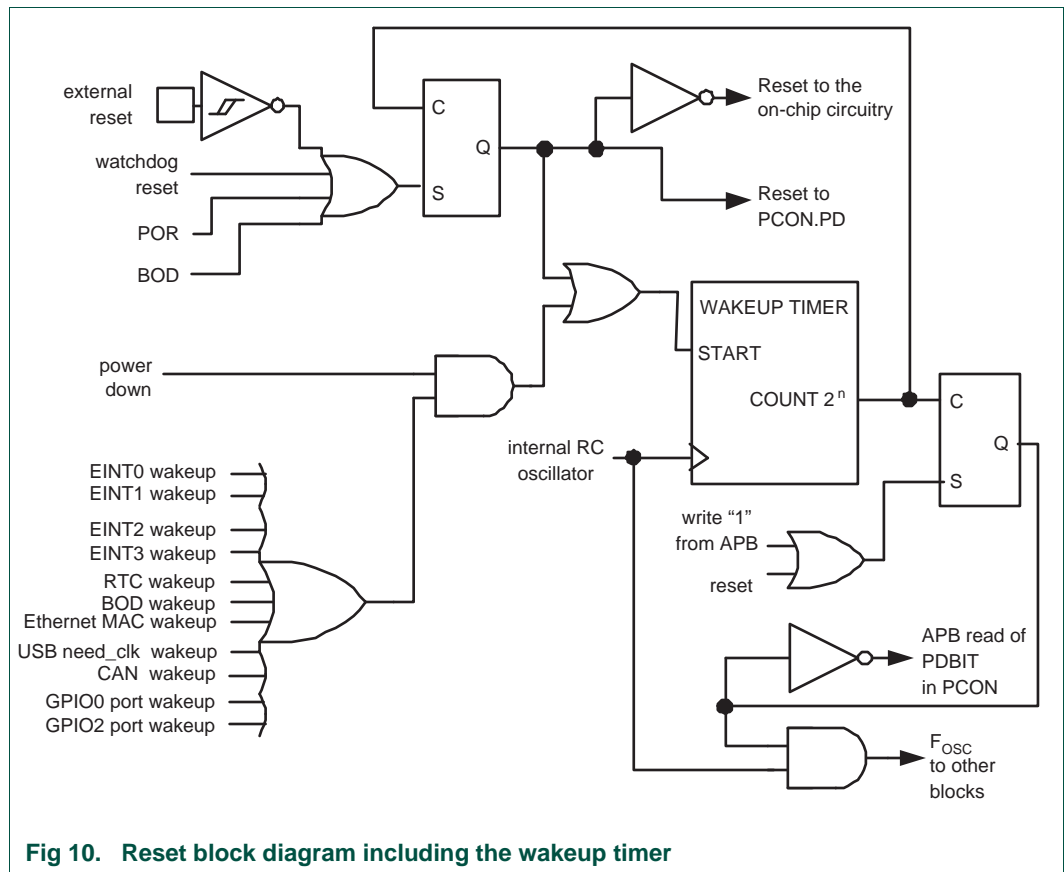 external
reset
watchdog
reset
POR
BOD
C
Q
S
Reset to the
on-chip circuitry
Reset to
PCON.PD
power
down
WAKEUP TIMER
START
COUNT 2ⁿ
internal RC
oscillator
C
Q
S
write “1”
from APB
reset
EINT0 wakeup
EINT1 wakeup
EINT2 wakeup
EINT3 wakeup
RTC wakeup
BOD wakeup
Ethernet MAC wakeup
USB need_clk wakeup
CAN wakeup
GPIO0 port wakeup
GPIO2 port wakeup
APB read of
PDBIT
in PCON
FOSC
to other
blocks
Fig 10. Reset block diagram including the wakeup timer